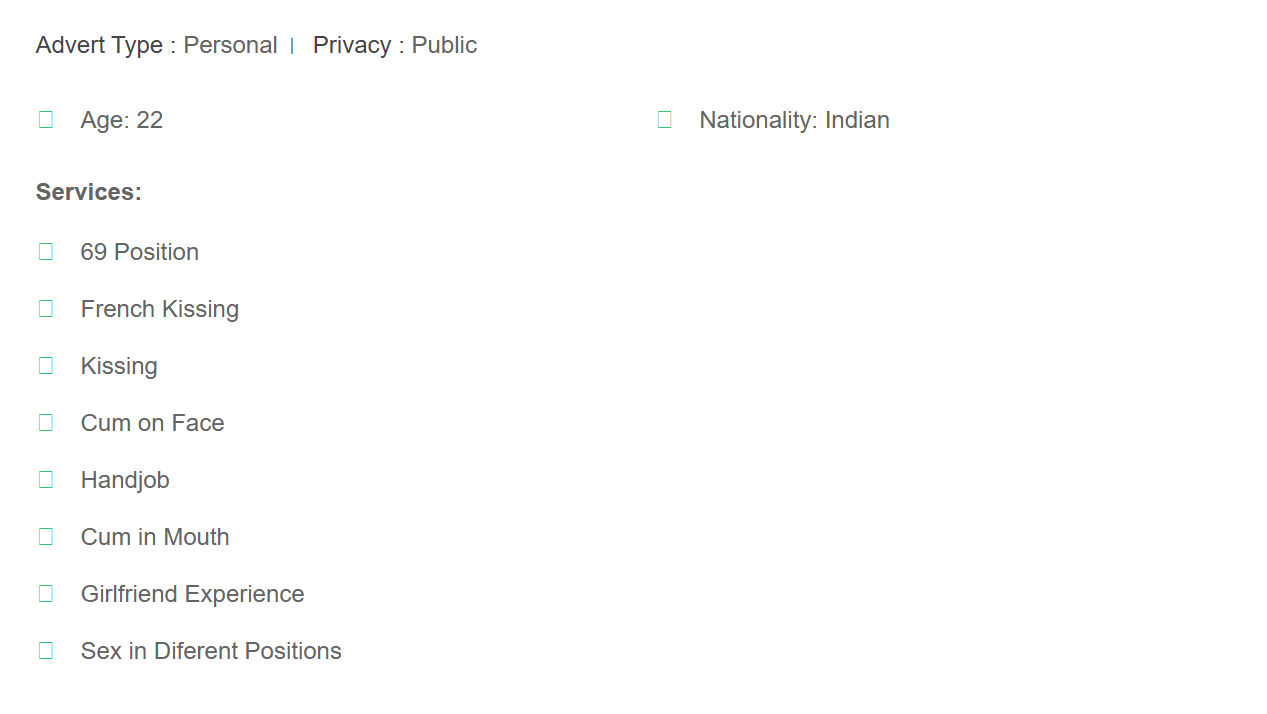 Advert Type : Personal | Privacy : Public
Age: 22 Nationality: Indian
Services:
69 Position
French Kissing
Kissing
Cum on Face
Handjob
Cum in Mouth
Girlfriend Experience
Sex in Diferent Positions